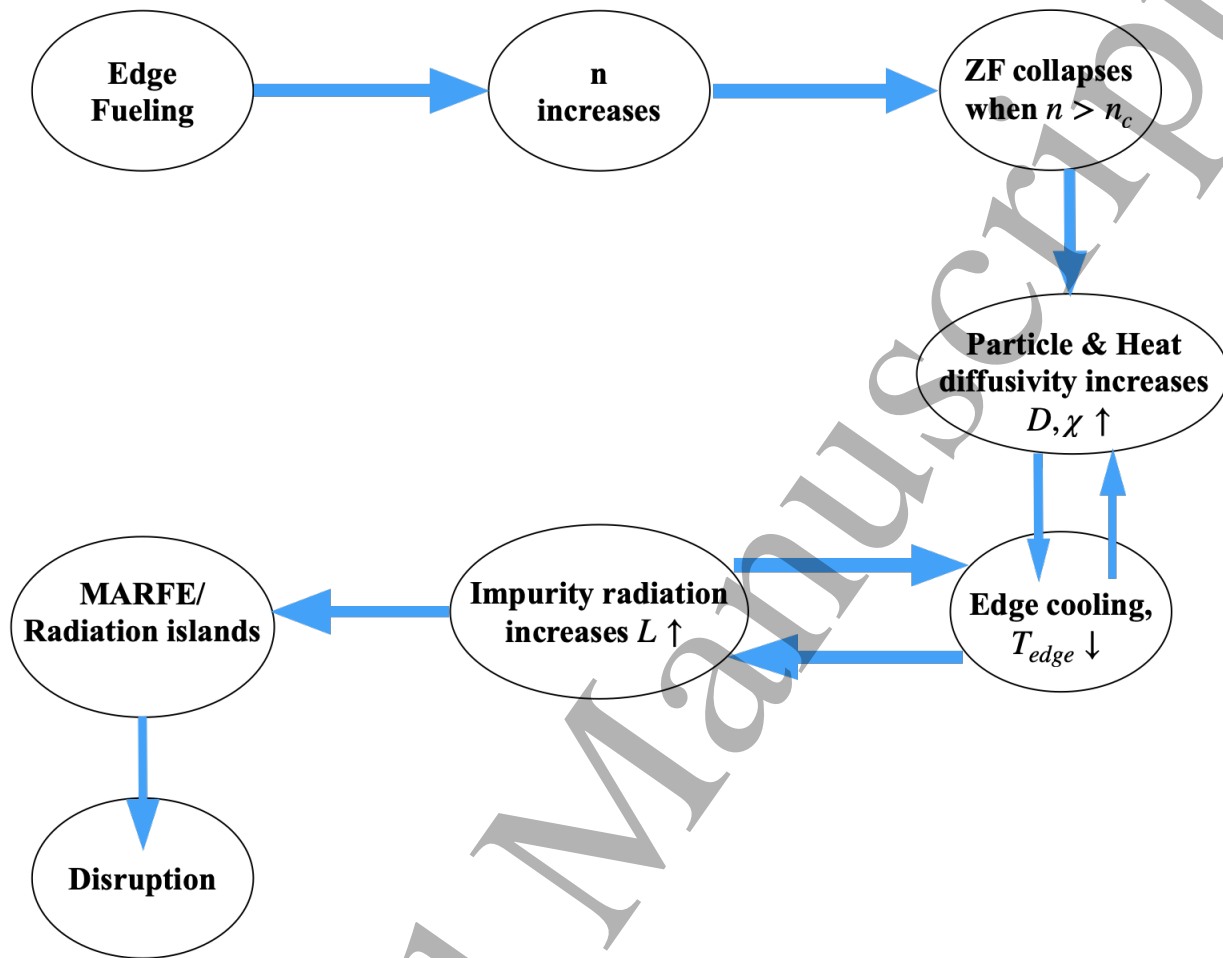 Edge
Fueling
n
increases
ZF collapses
when n > n_c
Particle & Heat
diffusivity increases
D, χ ↑
Edge cooling,
T_edge ↓
Impurity radiation
increases L ↑
MARFE/
Radiation islands
Disruption
Manuscrip